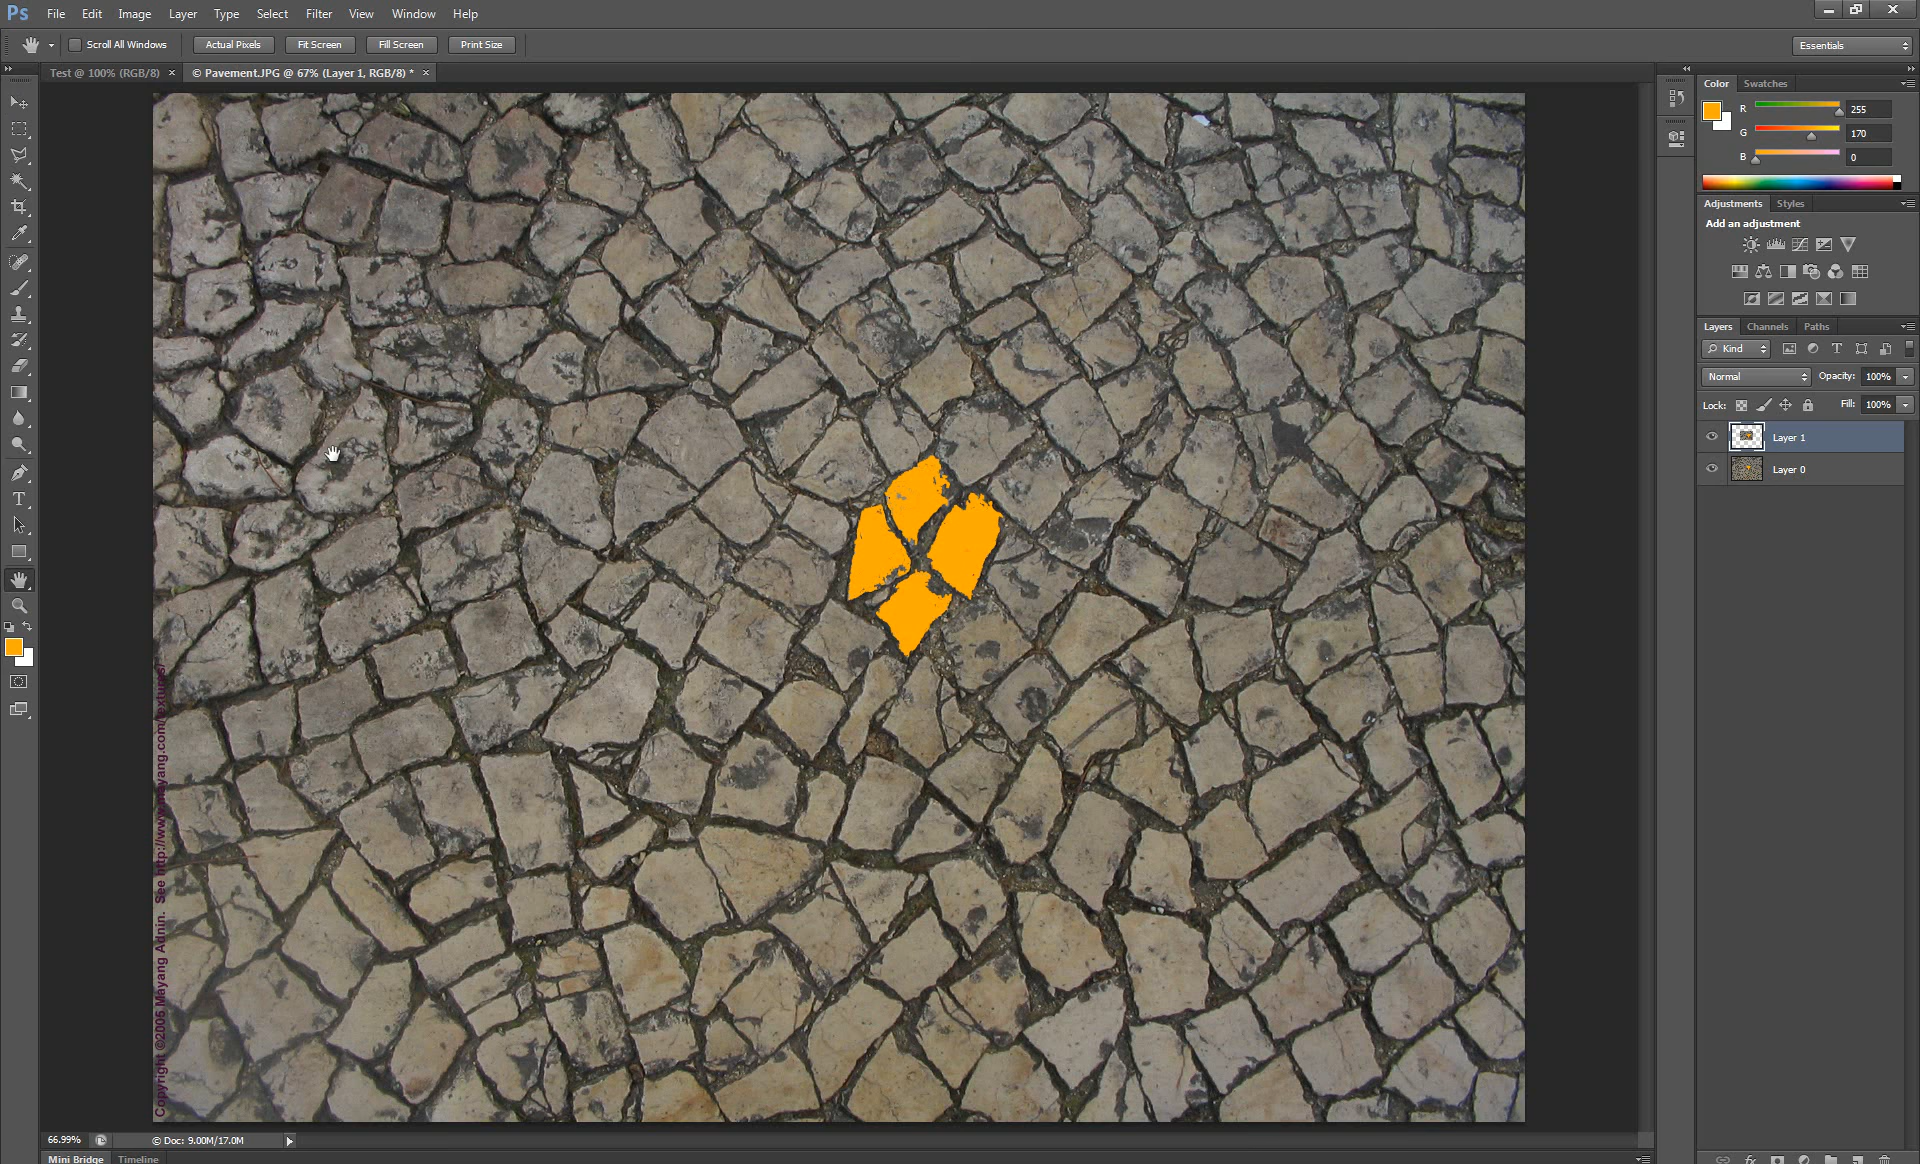 Ps File Edit Image Layer Type Select Filter View Window Help
Scroll All Windows Actual Pixels Fit Screen Fill Screen Print Size Essentials
Test @ 100% (RGB/8) × © Pavement.JPG @ 67% (Layer 1, RGB/8) * ×
Color Swatches
R 255
G 170
B 0
Adjustments Styles
Add an adjustment
Layers Channels Paths
Kind
Normal Opacity: 100%
Lock: Fill: 100%
Layer 1
Layer 0
Copyright ©2005 Mayang Adnin. See http://www.mayang.com/textures/
66.99% © Doc: 9.00M/17.0M
Mini Bridge Timeline